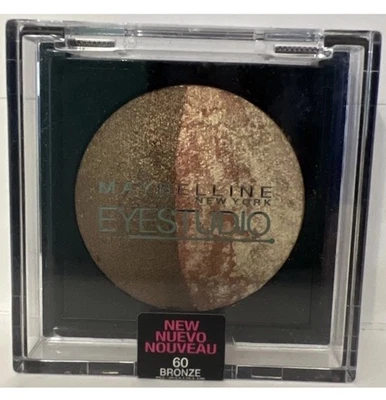 MAYBELLINE
NEW YORK
EYESTUDIO
NEW
NUEVO
NOUVEAU
60
BRONZE